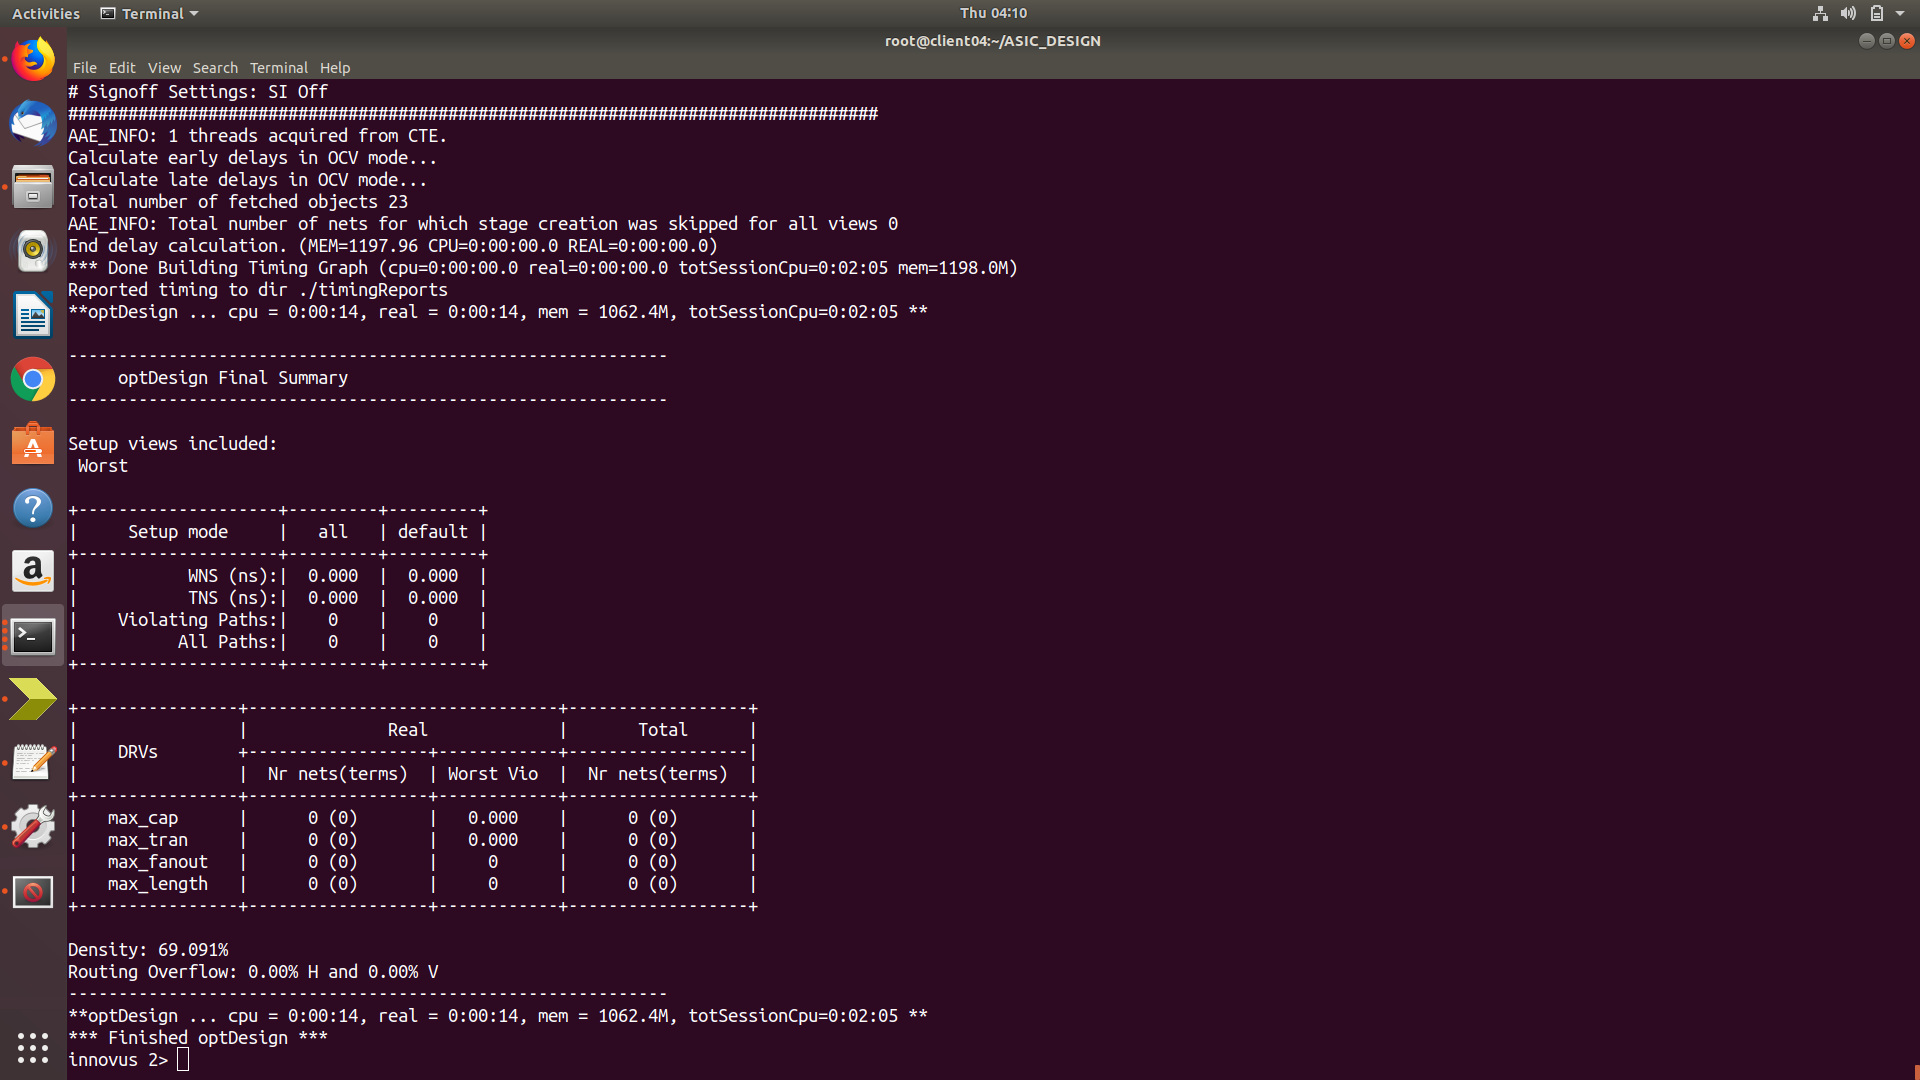 Activities Terminal Thu 04:10
root@client04:~/ASIC_DESIGN
File Edit View Search Terminal Help
# Signoff Settings: SI Off
#################################################################################
AAE_INFO: 1 threads acquired from CTE.
Calculate early delays in OCV mode...
Calculate late delays in OCV mode...
Total number of fetched objects 23
AAE_INFO: Total number of nets for which stage creation was skipped for all views 0
End delay calculation. (MEM=1197.96 CPU=0:00:00.0 REAL=0:00:00.0)
*** Done Building Timing Graph (cpu=0:00:00.0 real=0:00:00.0 totSessionCpu=0:02:05 mem=1198.0M)
Reported timing to dir ./timingReports
**optDesign ... cpu = 0:00:14, real = 0:00:14, mem = 1062.4M, totSessionCpu=0:02:05 **
------------------------------------------------------------
     optDesign Final Summary
------------------------------------------------------------
Setup views included:
 Worst
+--------------------+---------+---------+
|     Setup mode     |   all   | default |
+--------------------+---------+---------+
|           WNS (ns):|  0.000  |  0.000  |
|           TNS (ns):|  0.000  |  0.000  |
|    Violating Paths:|    0    |    0    |
|          All Paths:|    0    |    0    |
+--------------------+---------+---------+
+----------------+-------------------------------+------------------+
|                |              Real             |       Total      |
|    DRVs        +------------------+------------+------------------|
|                |  Nr nets(terms)  | Worst Vio  |  Nr nets(terms)  |
+----------------+------------------+------------+------------------+
|   max_cap      |      0 (0)       |   0.000    |      0 (0)       |
|   max_tran     |      0 (0)       |   0.000    |      0 (0)       |
|   max_fanout   |      0 (0)       |     0      |      0 (0)       |
|   max_length   |      0 (0)       |     0      |      0 (0)       |
+----------------+------------------+------------+------------------+
Density: 69.091%
Routing Overflow: 0.00% H and 0.00% V
------------------------------------------------------------
**optDesign ... cpu = 0:00:14, real = 0:00:14, mem = 1062.4M, totSessionCpu=0:02:05 **
*** Finished optDesign ***
innovus 2>